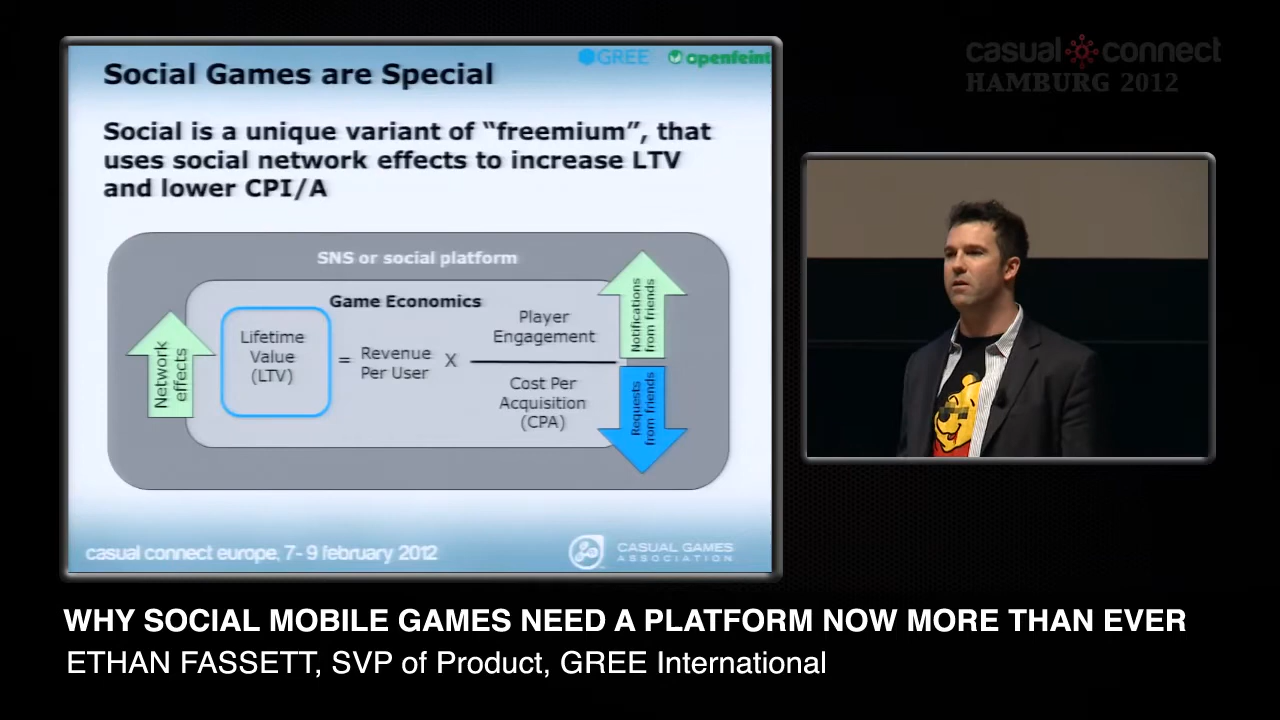 casual connect
HAMBURG 2012
GREE openfeint
Social Games are Special
Social is a unique variant of “freemium”, that
uses social network effects to increase LTV
and lower CPI/A
SNS or social platform
Game Economics
Network
effects
Lifetime
Value
(LTV)
=
Revenue
Per User
X
Player
Engagement
Cost Per
Acquisition
(CPA)
Notifications
from friends
Requests
from friends
casual connect europe, 7-9 february 2012
CASUAL GAMES
ASSOCIATION
WHY SOCIAL MOBILE GAMES NEED A PLATFORM NOW MORE THAN EVER
ETHAN FASSETT, SVP of Product, GREE International